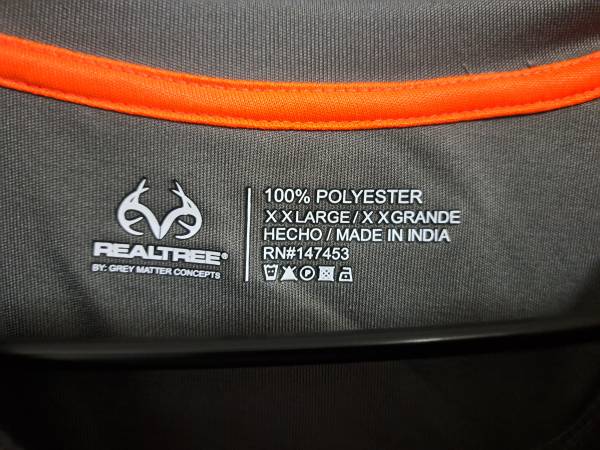 REALTREE®
BY: GREY MATTER CONCEPTS
100% POLYESTER
X X LARGE / X X GRANDE
HECHO / MADE IN INDIA
RN#147453